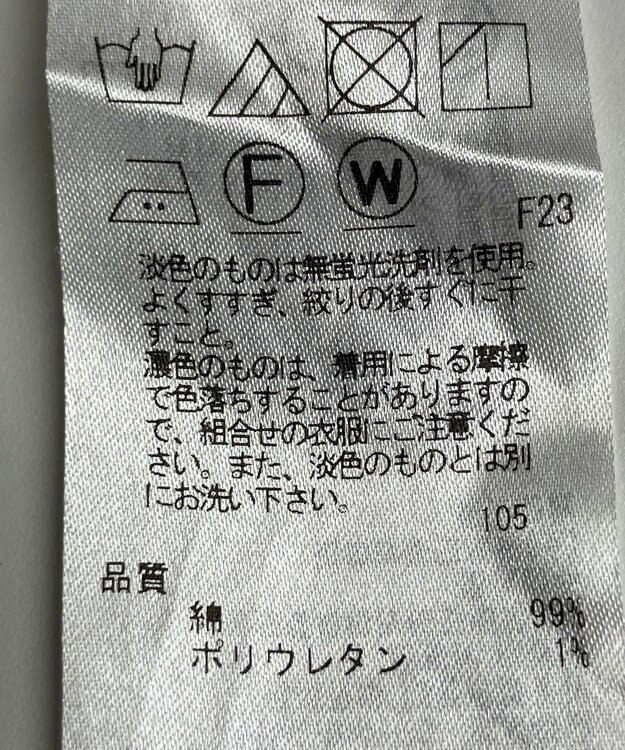 F
W
F23
淡色のものは無蛍光洗剤を使用。
よくすすぎ、絞りの後すぐに干
すこと。
濃色のものは、着用による摩擦
で色落ちすることがありますの
で、組合せの衣服にご注意くだ
さい。また、淡色のものとは別
にお洗い下さい。
105
品質
綿 99%
ポリウレタン 1%